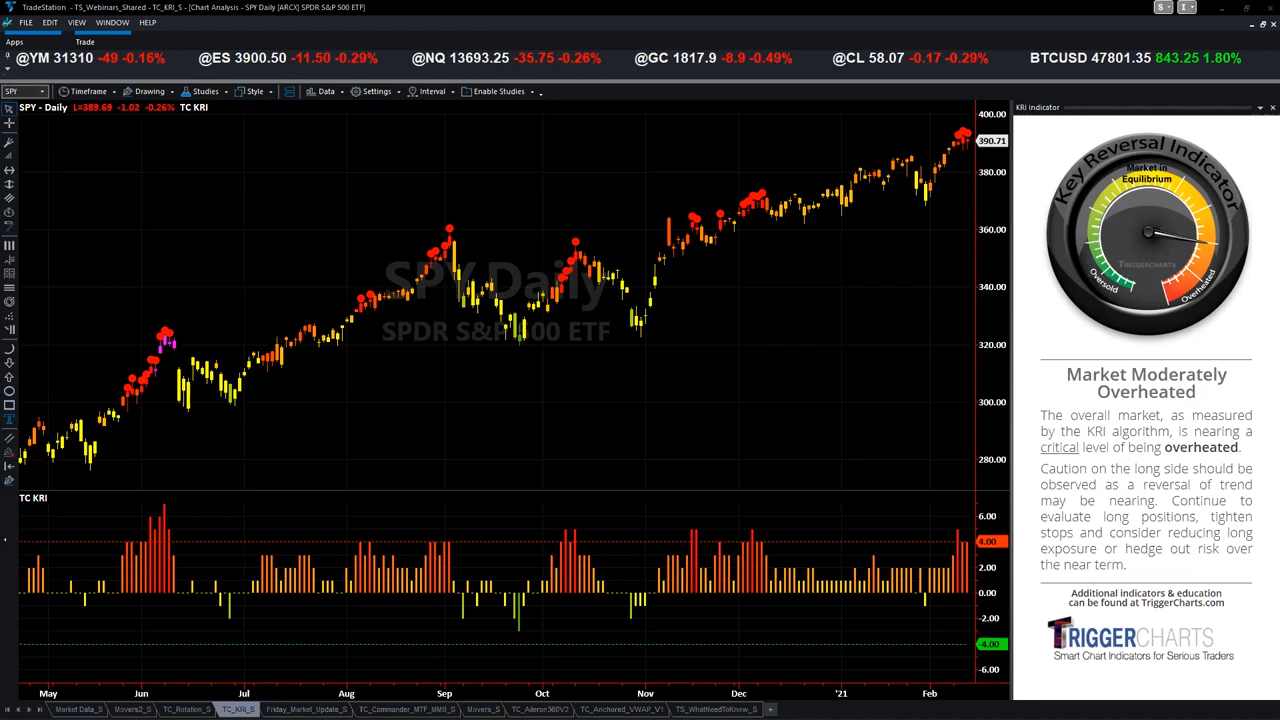 TradeStation - TS_Webinars_Shared - TC_KRI_S - [Chart Analysis - SPY Daily [ARCX] SPDR S&P 500 ETF]
S
I
FILE EDIT VIEW WINDOW HELP
Apps Trade
@YM 31310 -49 -0.16% @ES 3900.50 -11.50 -0.29% @NQ 13693.25 -35.75 -0.26% @GC 1817.9 -8.9 -0.49% @CL 58.07 -0.17 -0.29% BTCUSD 47801.35 843.25 1.80%
SPY Timeframe Drawing Studies Style Data Settings Interval Enable Studies
SPY - Daily L=389.69 -1.02 -0.26% TC KRI
KRI Indicator
400.00
390.71
380.00
360.00
340.00
320.00
300.00
280.00
SPY Daily
SPDR S&P 500 ETF
Key Reversal Indicator
Market in
Equilibrium
TRIGGERCHARTS
Oversold
Overheated
Market Moderately
Overheated
The overall market, as measured
by the KRI algorithm, is nearing a
critical level of being overheated.
Caution on the long side should be
observed as a reversal of trend
may be nearing. Continue to
evaluate long positions, tighten
stops and consider reducing long
exposure or hedge out risk over
the near term.
Additional indicators & education
can be found at TriggerCharts.com
TRIGGERCHARTS
Smart Chart Indicators for Serious Traders
TC KRI
6.00
4.00
2.00
0.00
-2.00
-4.00
-6.00
May Jun Jul Aug Sep Oct Nov Dec '21 Feb
Market Data_S Movers2_S TC_Rotation_S TC_KRI_S Friday_Market_Update_S TC_Commander_MTF_MMB_S Movers_S TC_Aileron360V2 TC_Anchored_VWAP_V1 TS_WhatNeedToKnow_S +